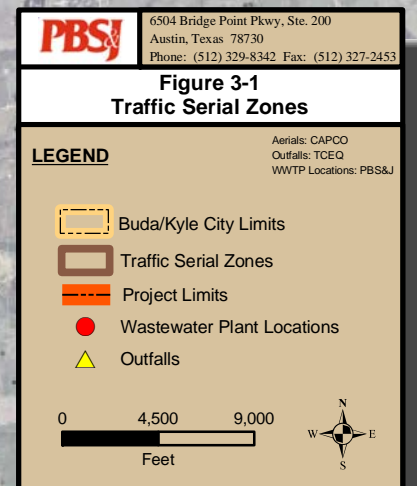 PBSJ
6504 Bridge Point Pkwy, Ste. 200
Austin, Texas 78730
Phone: (512) 329-8342 Fax: (512) 327-2453
Figure 3-1
Traffic Serial Zones
LEGEND
Aerials: CAPCO
Outfalls: TCEQ
WWTP Locations: PBS&J
Buda/Kyle City Limits
Traffic Serial Zones
Project Limits
Wastewater Plant Locations
Outfalls
0 4,500 9,000
Feet
N
W E
S